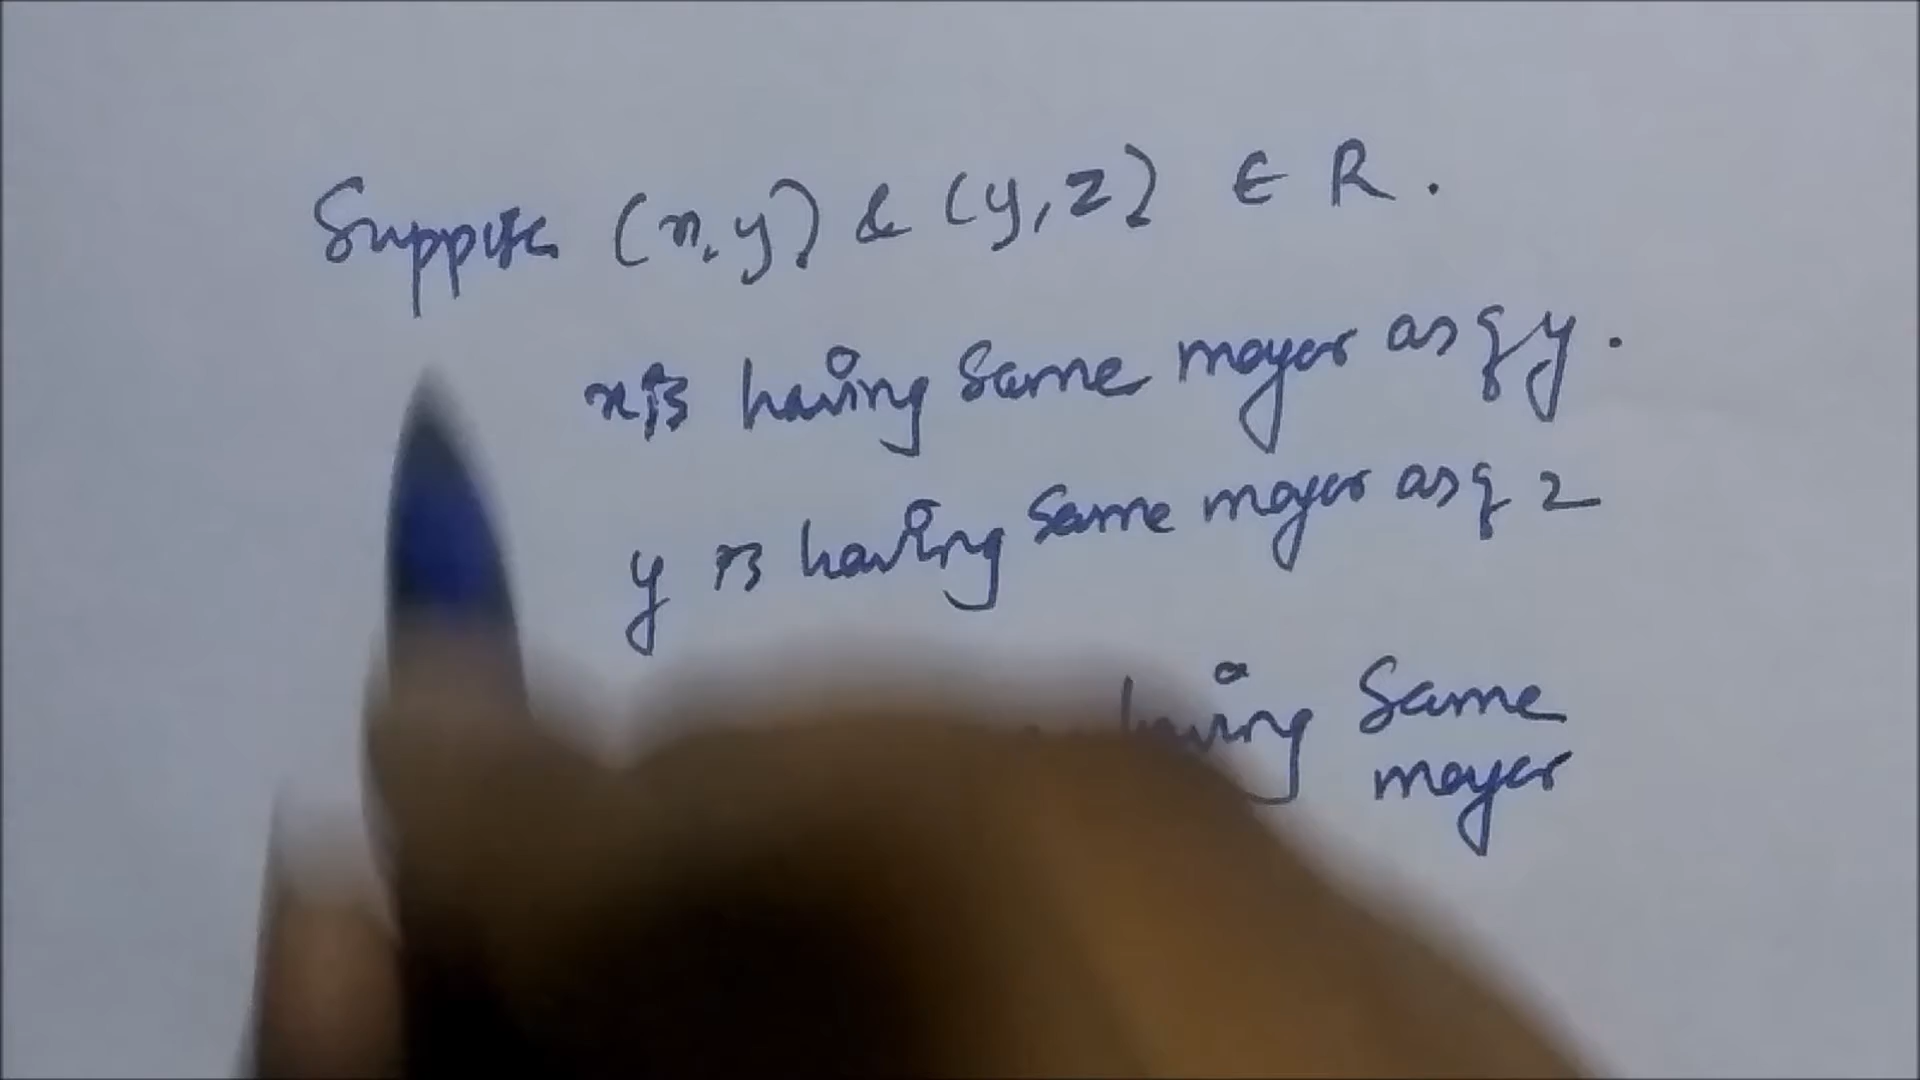 Suppose (x, y) & (y, z) ∈ R.
x is having same mayor as of y.
y is having same mayor as of z
having same
mayor